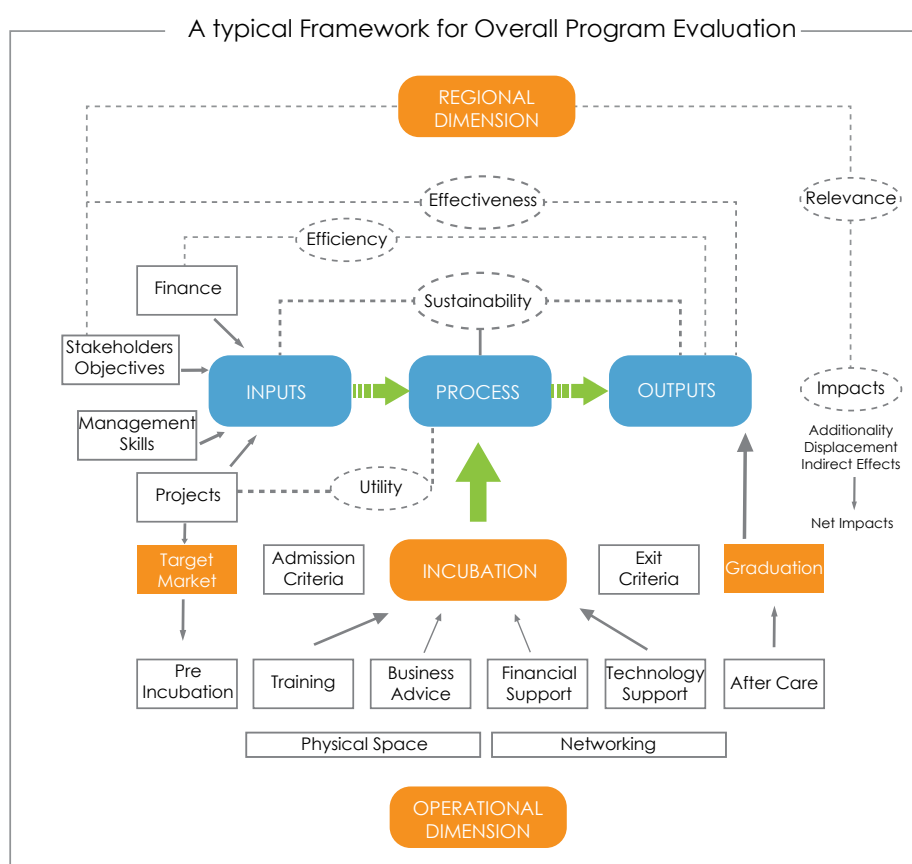 A typical Framework for Overall Program Evaluation
REGIONAL
DIMENSION
Effectiveness
Relevance
Efficiency
Finance
Sustainability
Stakeholders
Objectives
INPUTS
PROCESS
OUTPUTS
Impacts
Management
Skills
Additionality
Displacement
Indirect Effects
Projects
Utility
Net Impacts
Target
Market
Admission
Criteria
INCUBATION
Exit
Criteria
Graduation
Pre
Incubation
Training
Business
Advice
Financial
Support
Technology
Support
After Care
Physical Space
Networking
OPERATIONAL
DIMENSION